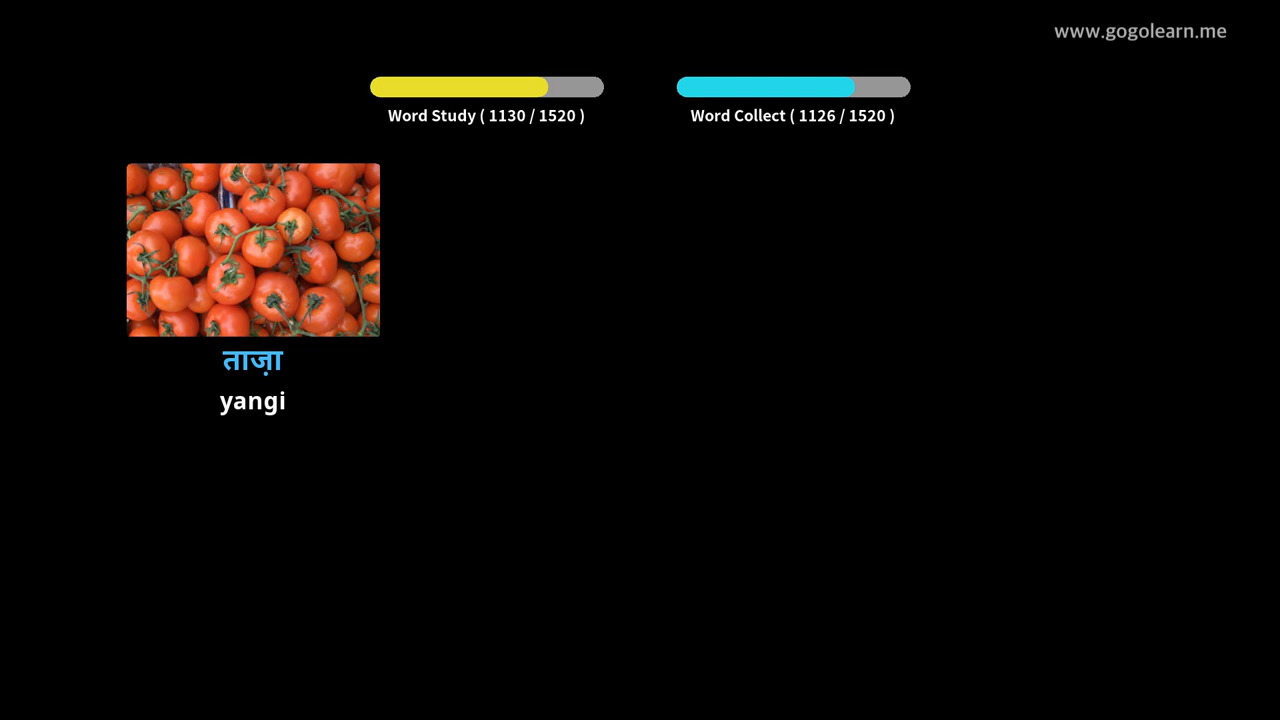 www.gogolearn.me
Word Study ( 1130 / 1520 )
Word Collect ( 1126 / 1520 )
ताज़ा
yangi